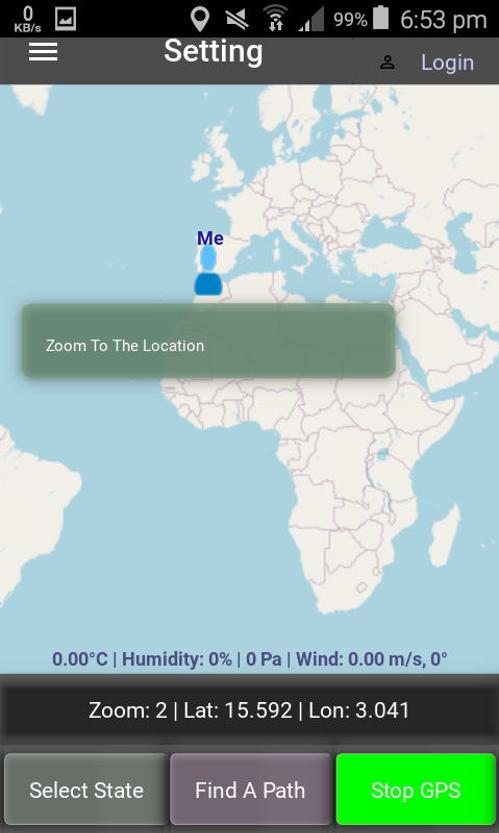 0 KB/s 99% 6:53 pm
Setting
Login
Me
Zoom To The Location
0.00°C | Humidity: 0% | 0 Pa | Wind: 0.00 m/s, 0°
Zoom: 2 | Lat: 15.592 | Lon: 3.041
Select State Find A Path Stop GPS